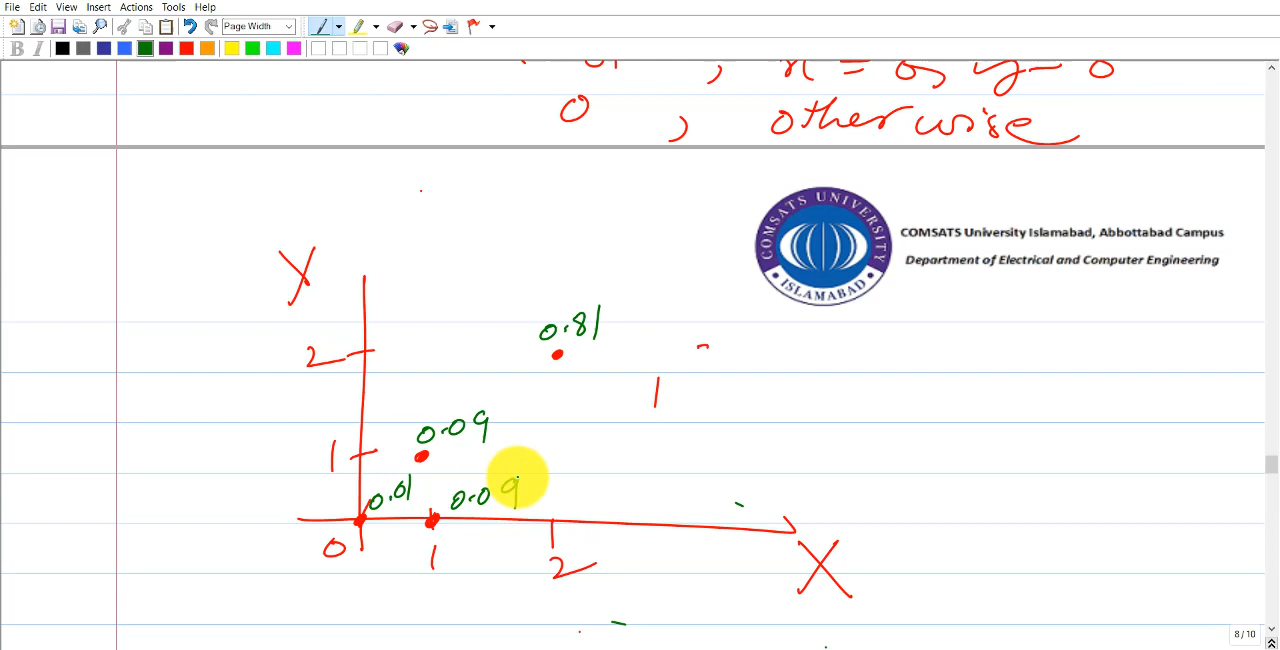 File Edit View Insert Actions Tools Help
Page Width
B I
0 , otherwise
COMSATS UNIVERSITY ISLAMABAD
COMSATS University Islamabad, Abbottabad Campus
Department of Electrical and Computer Engineering
Y
0.81
2
1
0.09
1
0.01 0.09
0 1 2
X
8 / 10